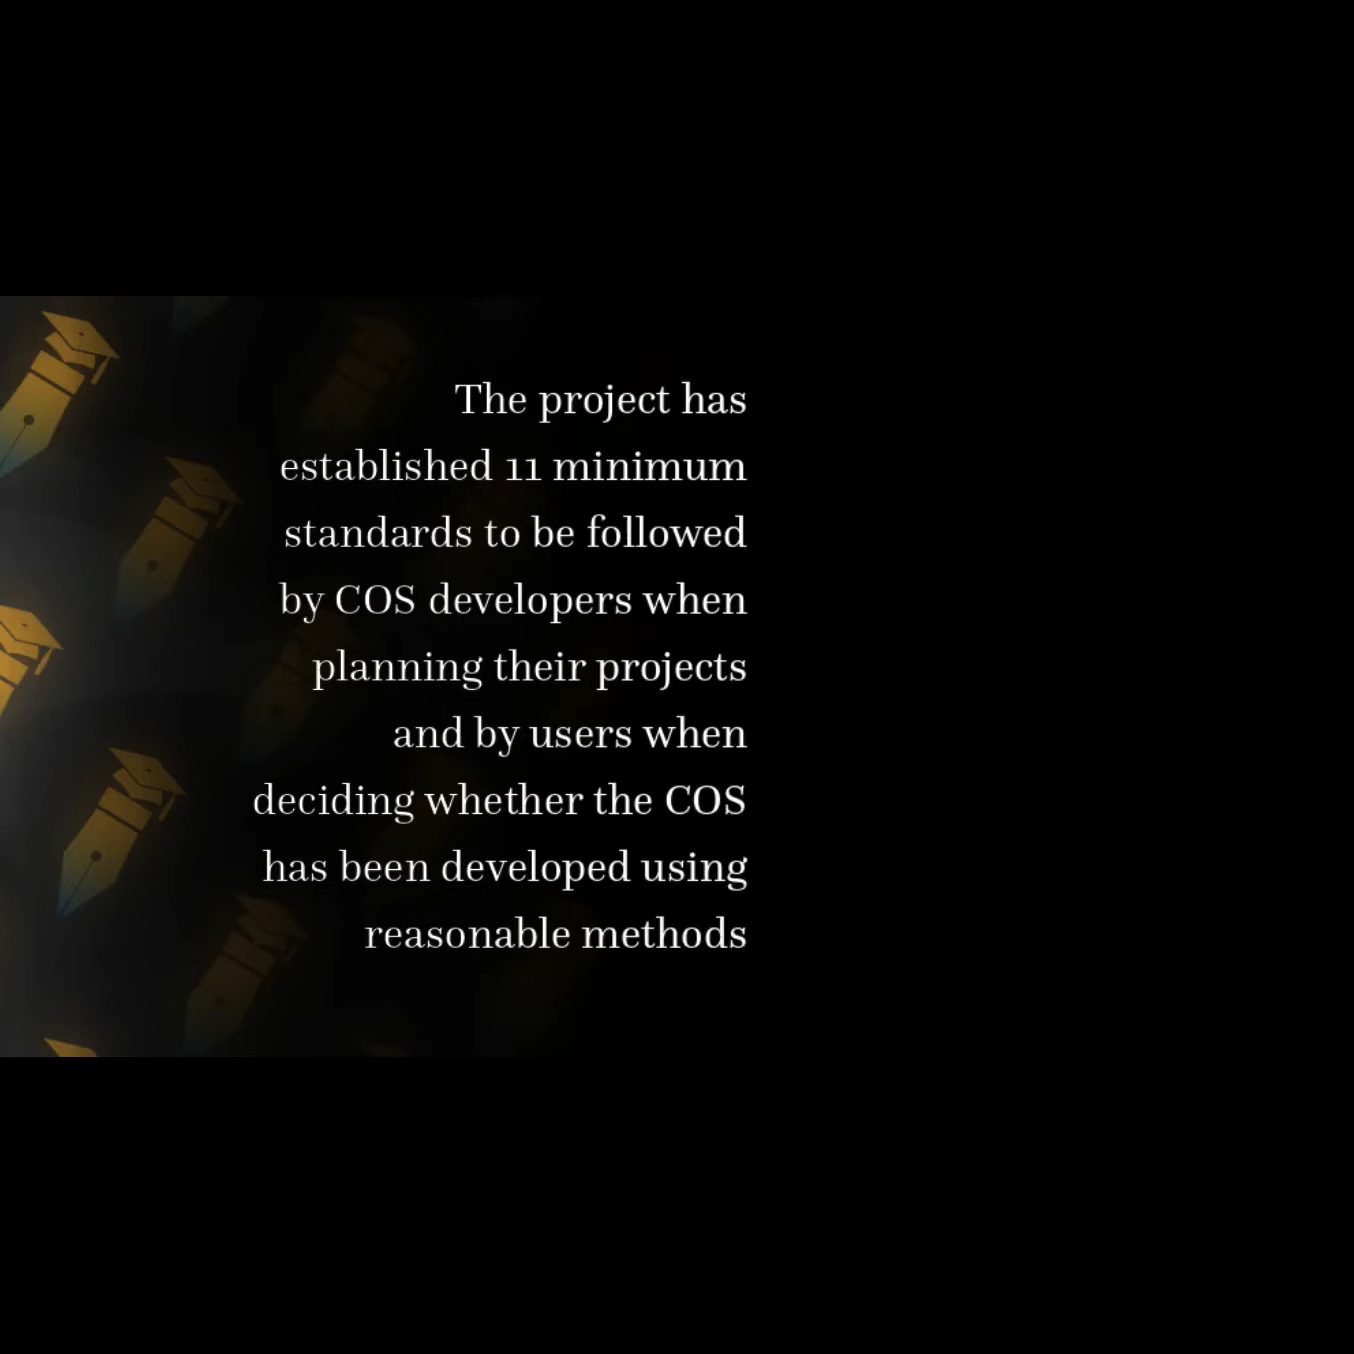 The project has
established 11 minimum
standards to be followed
by COS developers when
planning their projects
and by users when
deciding whether the COS
has been developed using
reasonable methods